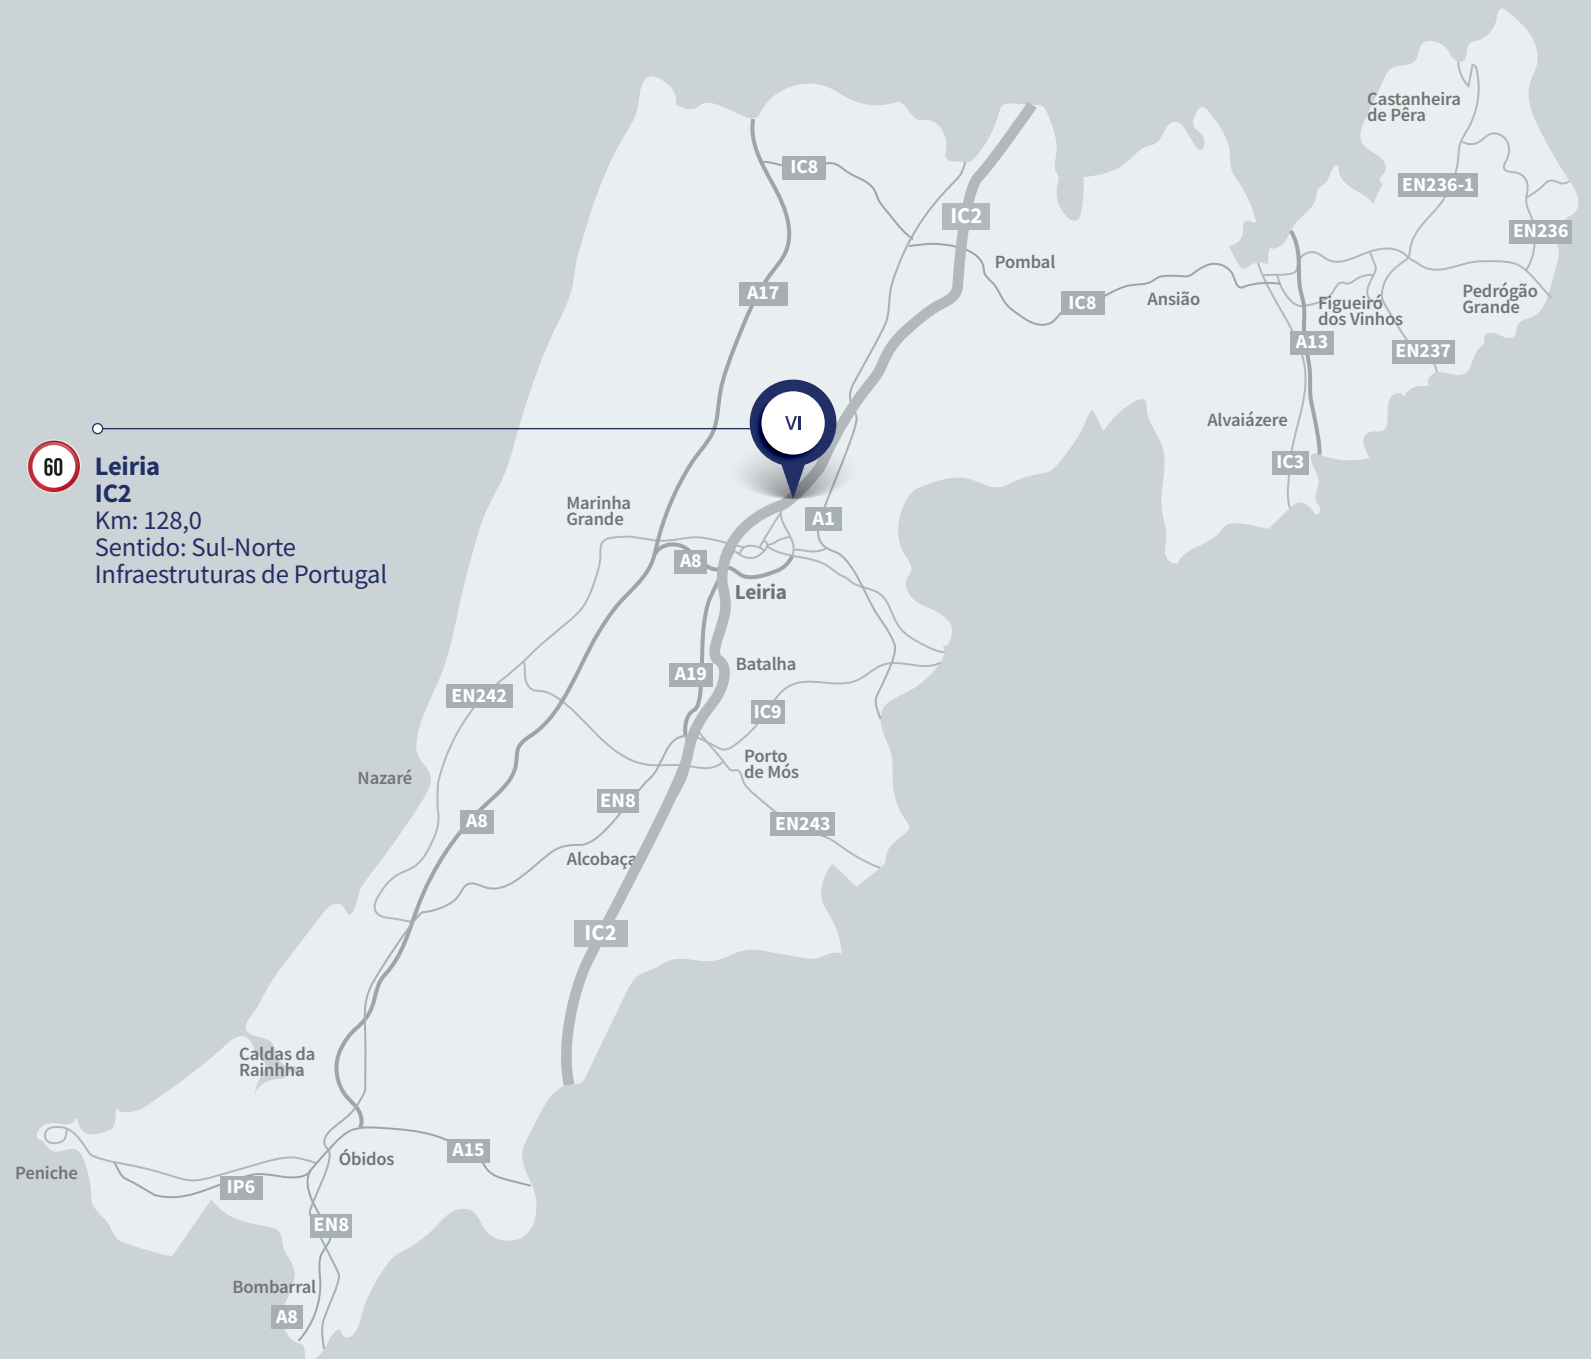 Castanheira
de Pêra
IC8
EN236-1
IC2
EN236
Pombal
A17
IC8
Ansião
Figueiró
dos Vinhos
Pedrógão
Grande
A13
EN237
VI
Alvaiázere
60
Leiria
IC2
Km: 128,0
Sentido: Sul-Norte
Infraestruturas de Portugal
IC3
Marinha
Grande
A1
A8
Leiria
Batalha
A19
EN242
IC9
Porto
de Mós
Nazaré
EN8
A8
EN243
Alcobaça
IC2
Caldas da
Rainhha
A15
Óbidos
Peniche
IP6
EN8
Bombarral
A8